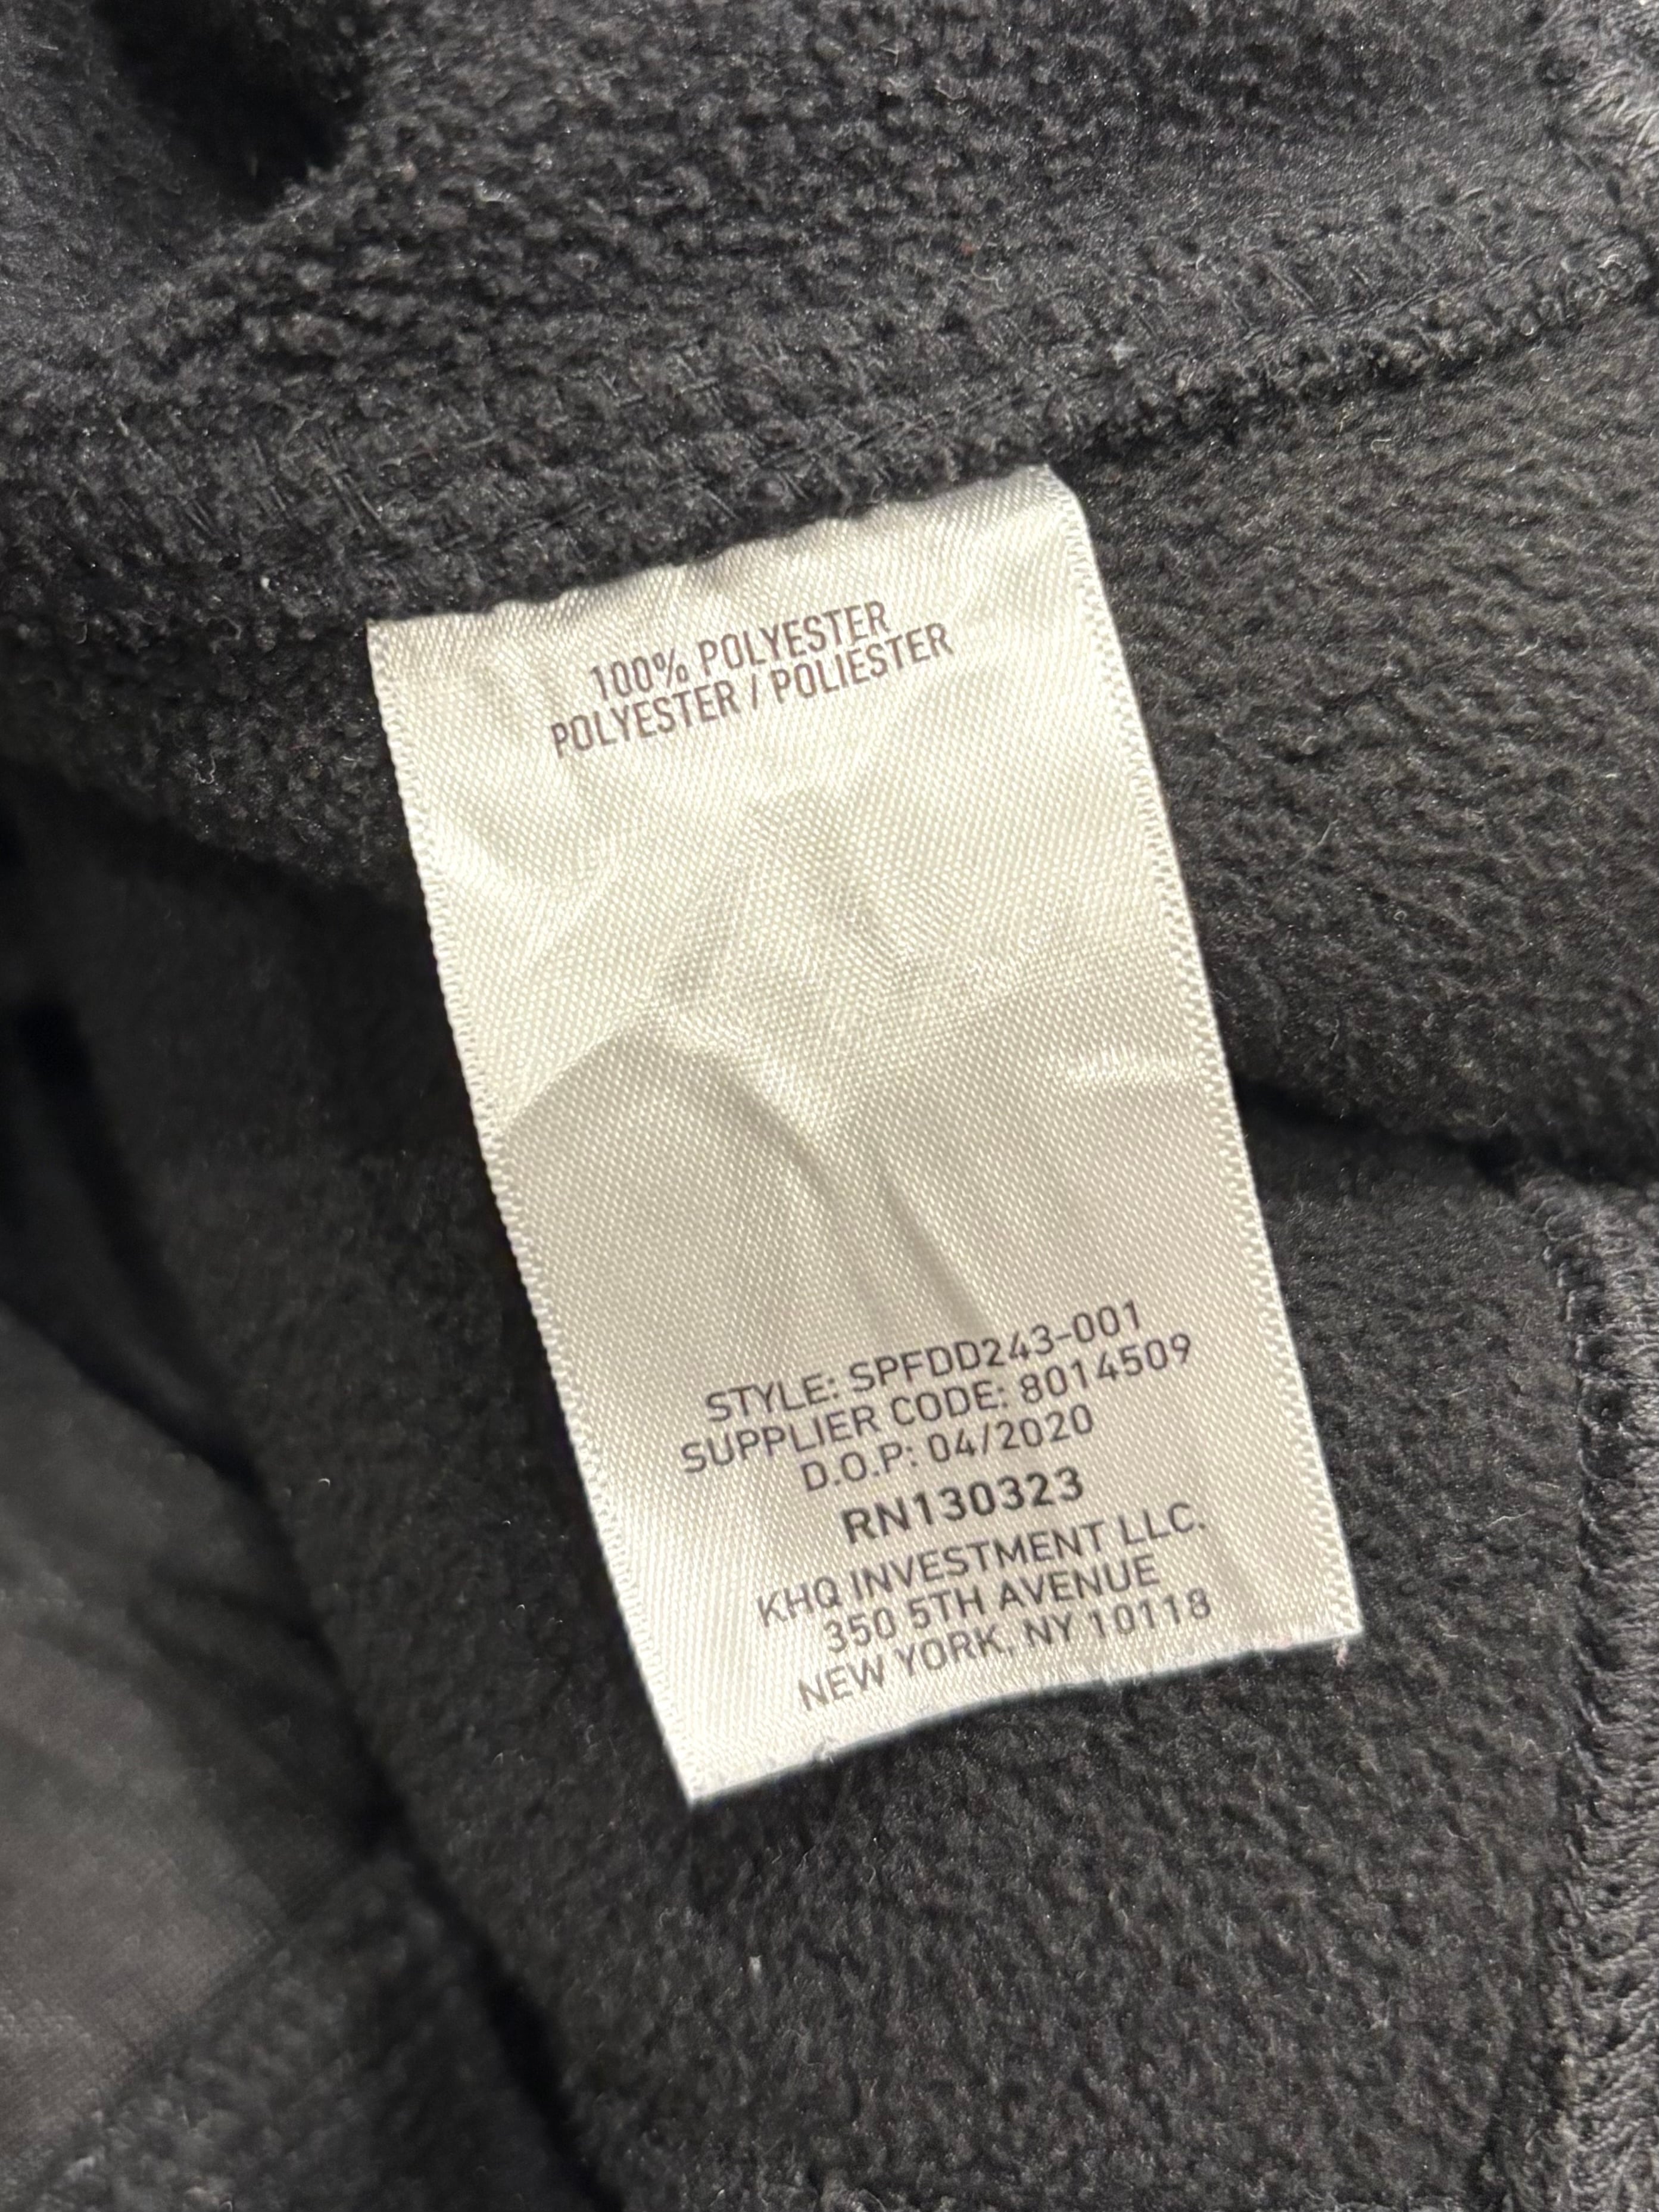 100% POLYESTER
POLYESTER / POLIESTER
STYLE: SPFDD243-001
SUPPLIER CODE: 8014509
D.O.P: 04/2020
RN130323
KHQ INVESTMENT LLC.
350 5TH AVENUE
NEW YORK, NY 10118